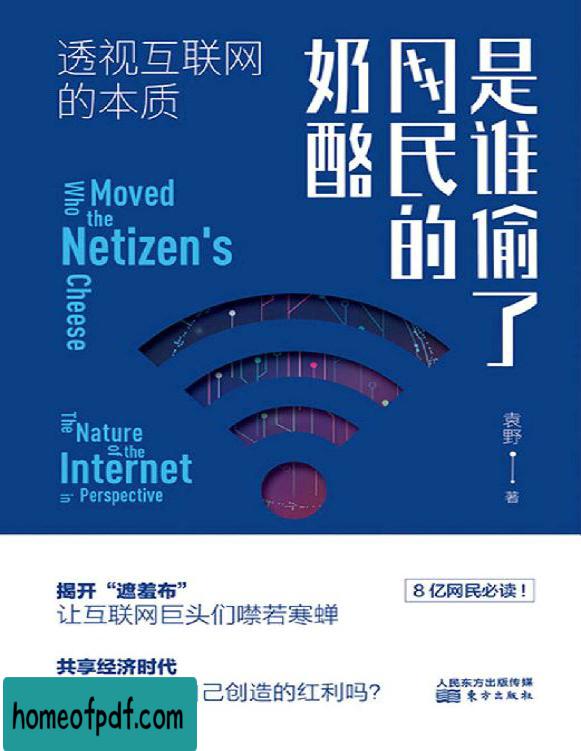 是谁偷了
网民的
奶酪
透视互联网
的本质
Who
Moved
the
Netizen's
Cheese
The
Nature
of the
Internet
in Perspective
袁野
著
揭开“遮羞布”
让互联网巨头们噤若寒蝉
8亿网民必读！
共享经济时代
己创造的红利吗？
人民东方出版传媒
东方出版社
homeofpdf.com